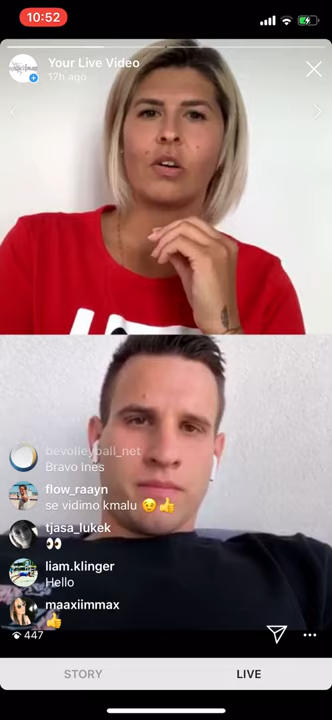 10:52
Your Live Video
17h ago
bevolleyball_net
Bravo Ines
flow_raayn
se vidimo kmalu 😉👍
tjasa_lukek
👀
liam.klinger
Hello
maaxiimmax
👍
447
STORY
LIVE